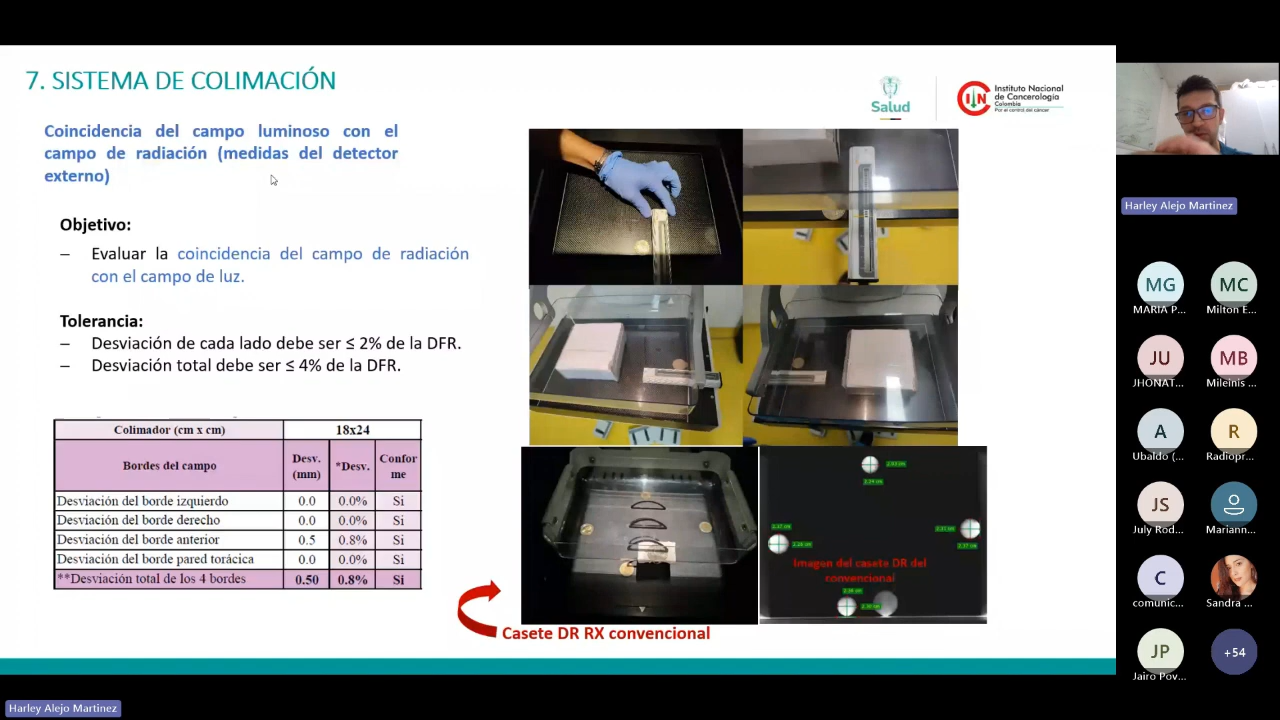 7. SISTEMA DE COLIMACIÓN
Salud
Instituto Nacional
de Cancerología
Colombia
Por el control del cáncer
Coincidencia del campo luminoso con el
campo de radiación (medidas del detector
externo)
Objetivo:
– Evaluar la coincidencia del campo de radiación
con el campo de luz.
Tolerancia:
– Desviación de cada lado debe ser ≤ 2% de la DFR.
– Desviación total debe ser ≤ 4% de la DFR.
Colimador (cm x cm) 18x24
Bordes del campo Desv. (mm) *Desv. Conforme
Desviación del borde izquierdo 0.0 0.0% Si
Desviación del borde derecho 0.0 0.0% Si
Desviación del borde anterior 0.5 0.8% Si
Desviación del borde pared torácica 0.0 0.0% Si
**Desviación total de los 4 bordes 0.50 0.8% Si
Imagen del casete DR del
convencional
Casete DR RX convencional
Harley Alejo Martinez
MG
MARIA P...
MC
Milton E...
JU
JHONAT...
MB
Mileinis ...
A
Ubaldo (...
R
Radiopr...
JS
July Rod...
Mariann...
C
comunic...
Sandra ...
JP
Jairo Pov...
+54
Harley Alejo Martinez